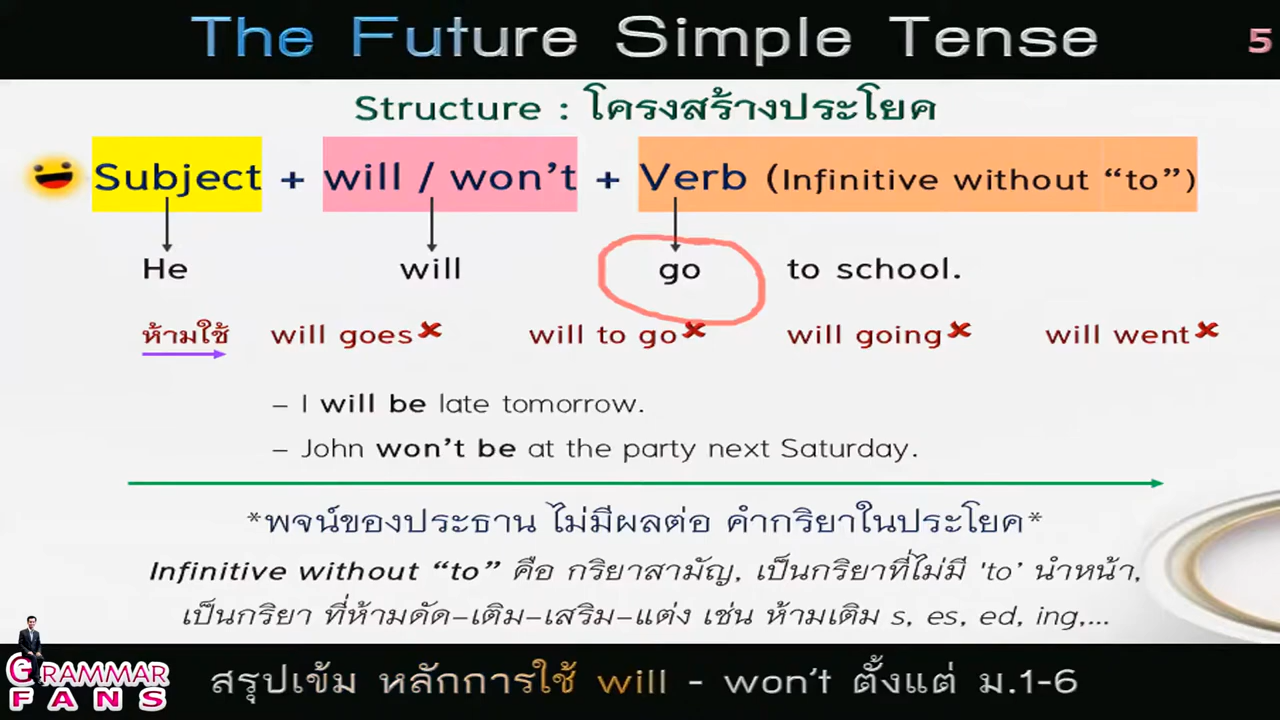 The Future Simple Tense 5
Structure : โครงสร้างประโยค
Subject + will / won't + Verb (Infinitive without “to”)
He will go to school.
ห้ามใช้ will goes✘ will to go✘ will going✘ will went✘
– I will be late tomorrow.
– John won't be at the party next Saturday.
*พจน์ของประธาน ไม่มีผลต่อ คำกริยาในประโยค*
Infinitive without “to” คือ กริยาสามัญ, เป็นกริยาที่ไม่มี 'to' นำหน้า,
เป็นกริยา ที่ห้ามดัด–เติม–เสริม–แต่ง เช่น ห้ามเติม s, es, ed, ing,...
GRAMMAR
FANS
สรุปเข้ม หลักการใช้ will - won't ตั้งแต่ ม.1-6